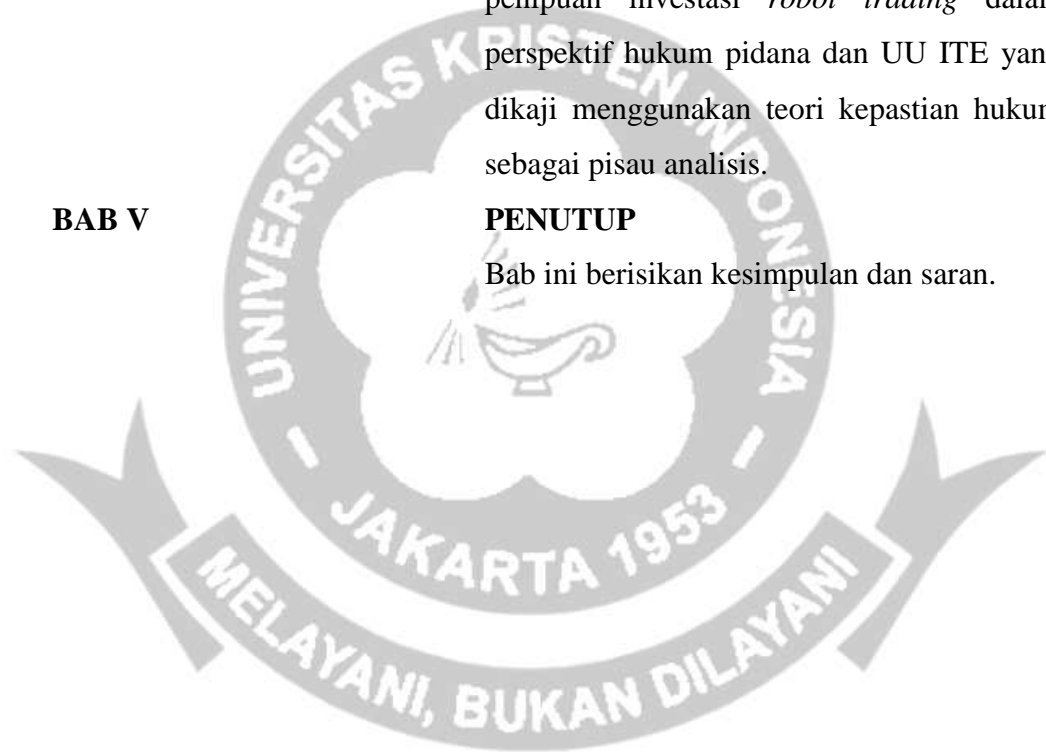 penipuan investasi robot trading dalam
perspektif hukum pidana dan UU ITE yan
dikaji menggunakan teori kepastian hukum
sebagai pisau analisis.
BAB V PENUTUP
Bab ini berisikan kesimpulan dan saran.
UNIVERSITAS KRISTEN INDONESIA
– JAKARTA 1953 –
MELAYANI, BUKAN DILAYANI